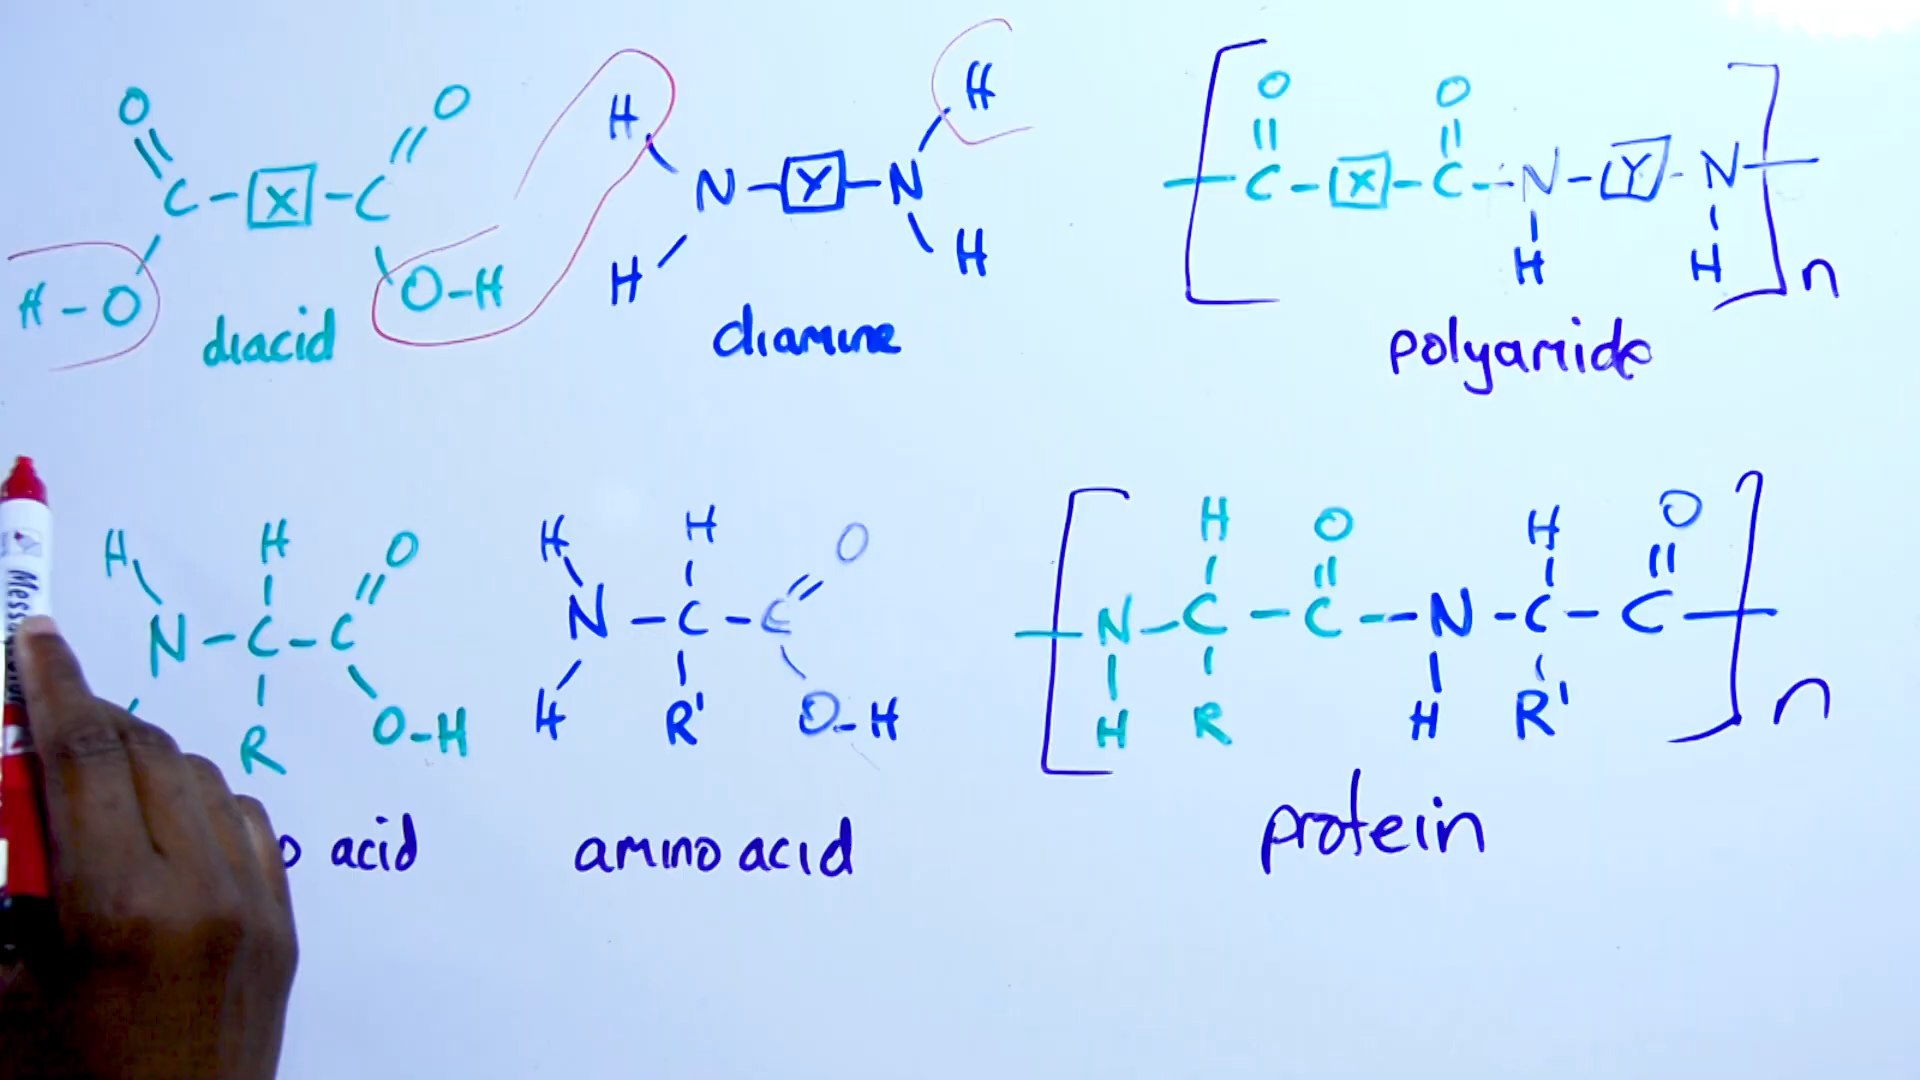 O O H H O O
C - X - C N - Y - N - C - X - C - N - Y - N -
H - O O-H H H H H n
diacid diamine polyamide
H H O H H O H O H O
N - C - C N - C - C - N - C - C - N - C - C -
R O-H H R' O-H H R H R' n
o acid amino acid protein